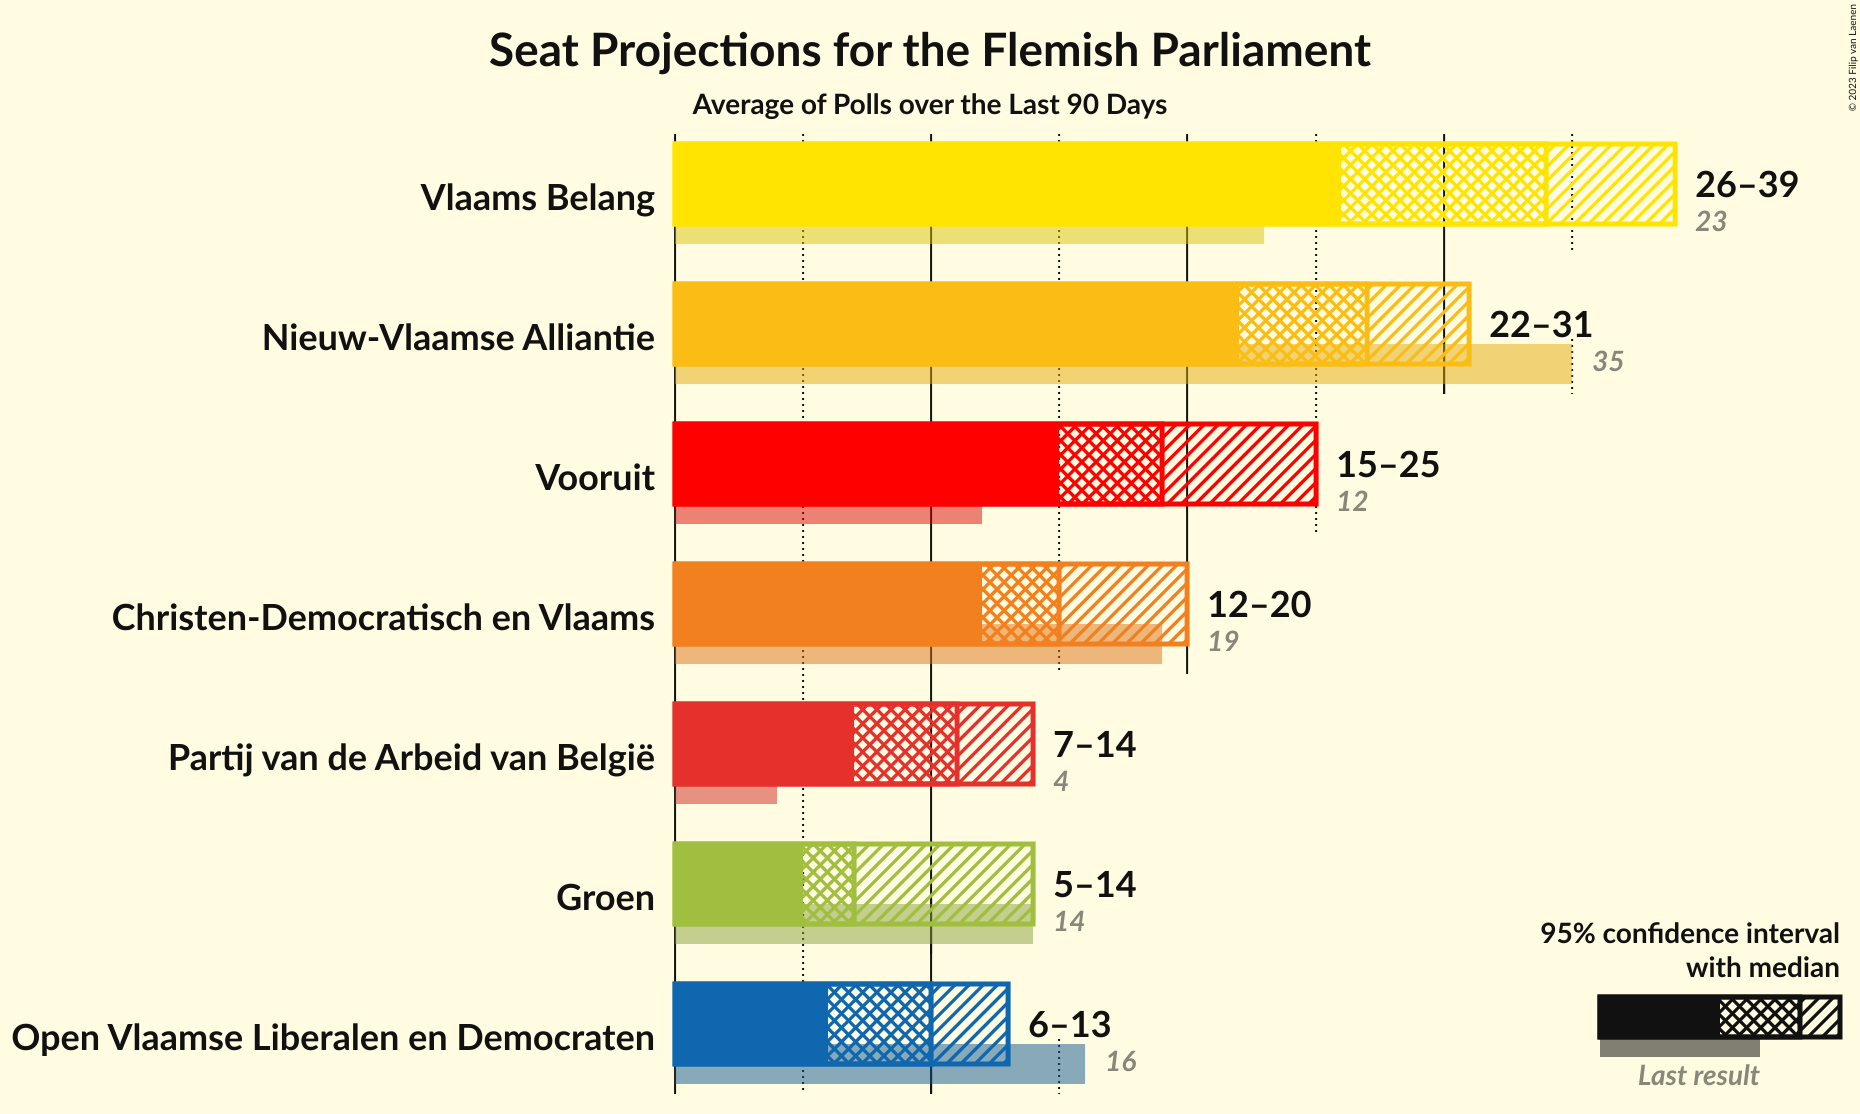 Seat Projections for the Flemish Parliament
Average of Polls over the Last 90 Days
© 2023 Filip van Laenen
Vlaams Belang
26–39
23
Nieuw-Vlaamse Alliantie
22–31
35
Vooruit
15–25
12
Christen-Democratisch en Vlaams
12–20
19
Partij van de Arbeid van België
7–14
4
Groen
5–14
14
Open Vlaamse Liberalen en Democraten
6–13
16
95% confidence interval
with median
Last result